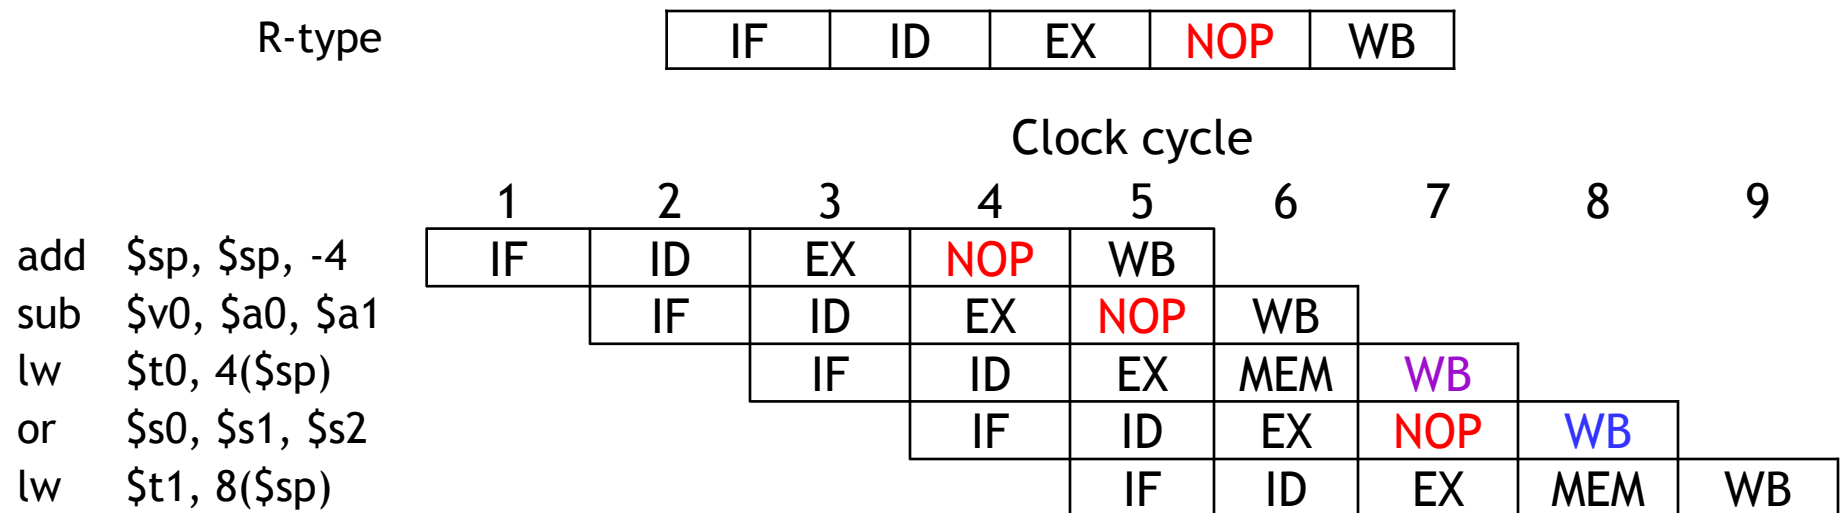 R-type IF ID EX NOP WB
Clock cycle
1 2 3 4 5 6 7 8 9
add $sp, $sp, -4 IF ID EX NOP WB
sub $v0, $a0, $a1 IF ID EX NOP WB
lw $t0, 4($sp) IF ID EX MEM WB
or $s0, $s1, $s2 IF ID EX NOP WB
lw $t1, 8($sp) IF ID EX MEM WB